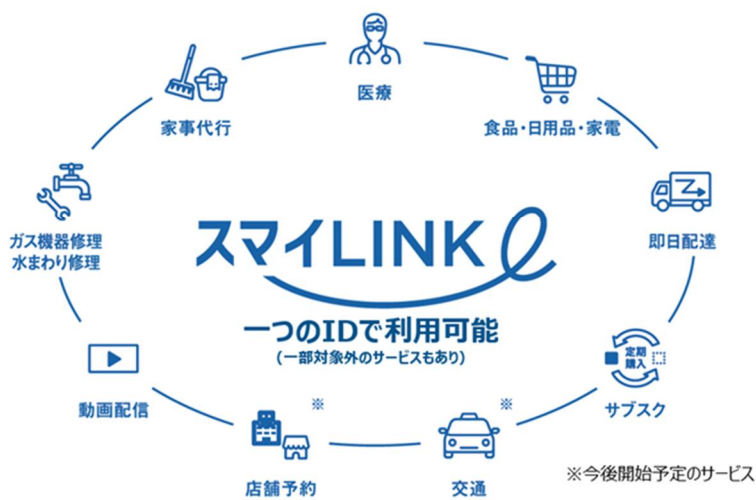 医療
食品・日用品・家電
即日配達
定期
購入
サブスク
※
交通
※
店舗予約
動画配信
ガス機器修理
水まわり修理
家事代行
スマイLINK
一つのIDで利用可能
(一部対象外のサービスもあり)
※今後開始予定のサービス